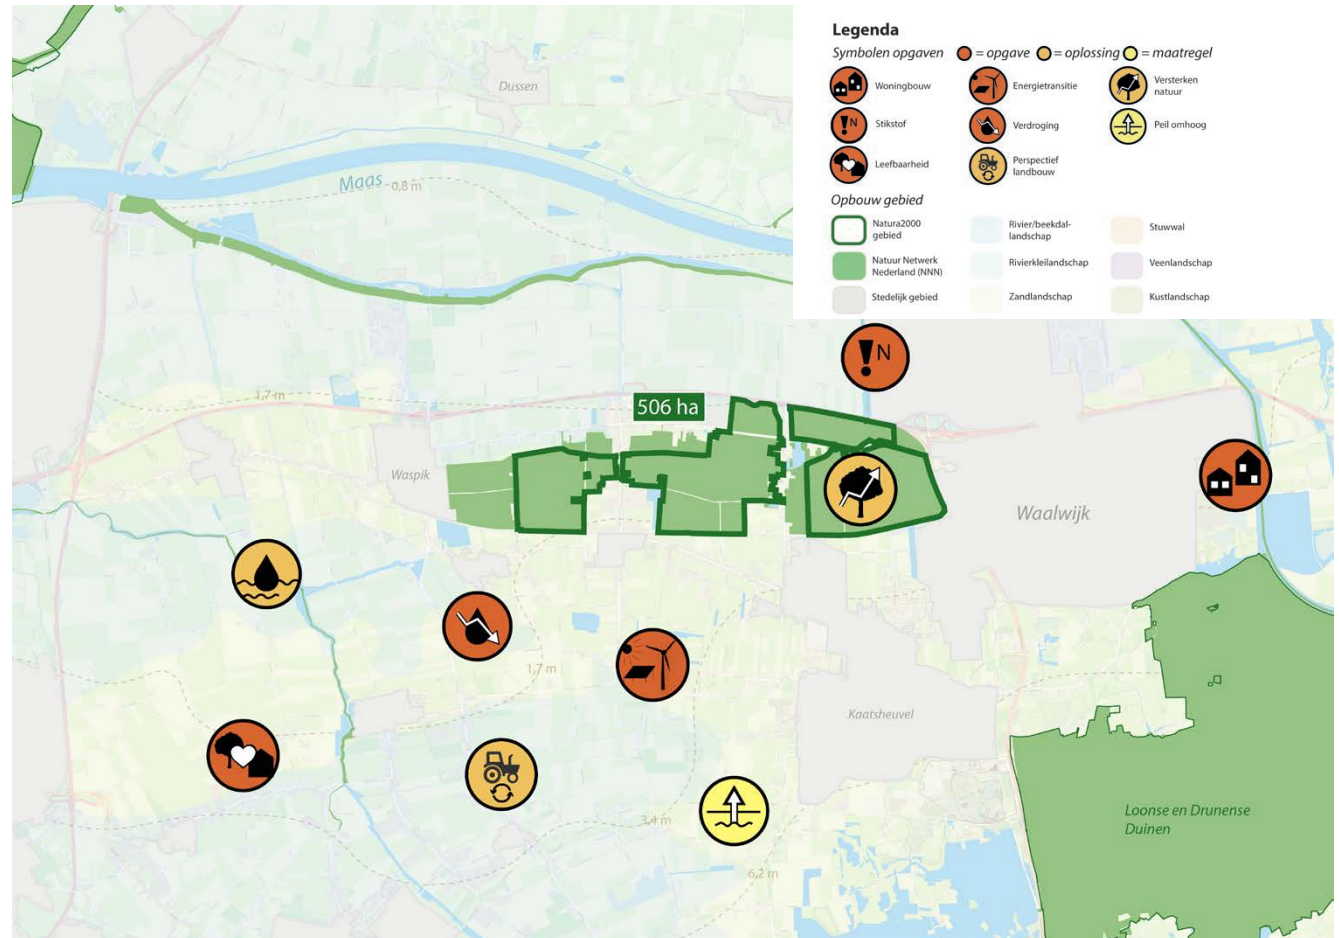 Legenda
Symbolen opgaven = opgave = oplossing = maatregel
Woningbouw
Energietransitie
Versterken
natuur
Stikstof
Verdroging
Peil omhoog
Leefbaarheid
Perspectief
landbouw
Opbouw gebied
Natura2000
gebied
Rivier/beekdal-
landschap
Stuwwal
Natuur Netwerk
Nederland (NNN)
Rivierkleilandschap
Veenlandschap
Stedelijk gebied
Zandlandschap
Kustlandschap
Dussen
Maas
0,8 m
N
1,7 m
506 ha
Waspik
Waalwijk
1,7 m
Kaatsheuvel
3,4 m
6,2 m
Loonse en Drunense
Duinen